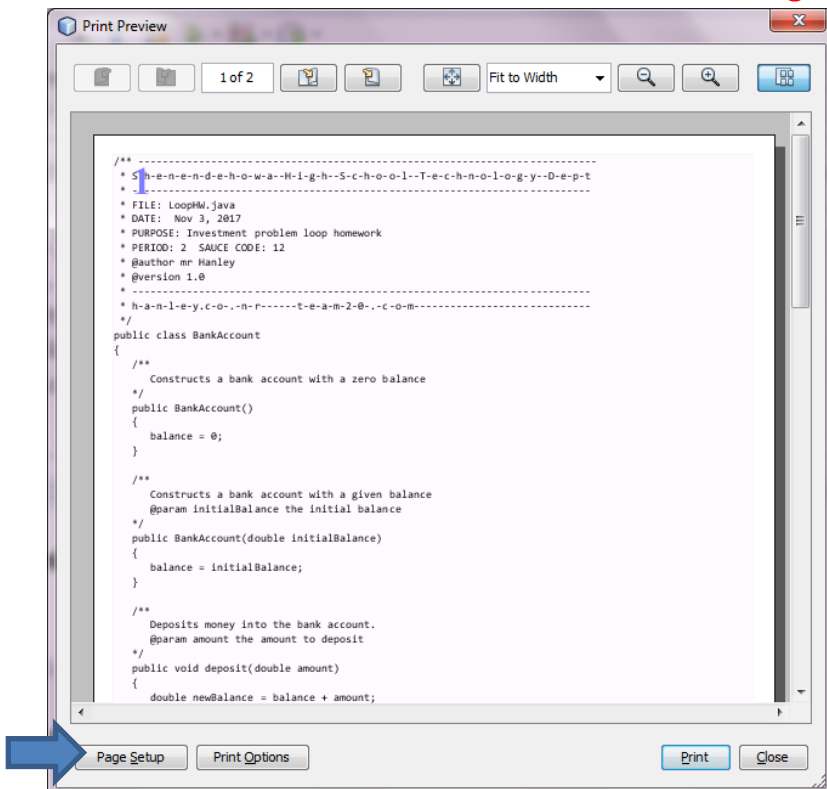 Print Preview
1 of 2
Fit to Width
/** -----------------------------------------------------------------------------
* S-h-e-n-e-n-d-e-h-o-w-a--H-i-g-h--S-c-h-o-o-l--T-e-c-h-n-o-l-o-g-y--D-e-p-t
1
* -----------------------------------------------------------------------------
* FILE: LoopHW.java
* DATE:  Nov 3, 2017
* PURPOSE: Investment problem loop homework
* PERIOD: 2  SAUCE CODE: 12
* @author mr Hanley
* @version 1.0
* -----------------------------------------------------------------------------
* h-a-n-l-e-y.c-o-.-n-r------t-e-a-m-2-0-.-c-o-m-----------------------------
*/
public class BankAccount
{
/**
Constructs a bank account with a zero balance
*/
public BankAccount()
{
balance = 0;
}
/**
Constructs a bank account with a given balance
@param initialBalance the initial balance
*/
public BankAccount(double initialBalance)
{
balance = initialBalance;
}
/**
Deposits money into the bank account.
@param amount the amount to deposit
*/
public void deposit(double amount)
{
double newBalance = balance + amount;
Page Setup
Print Options
Print
Close